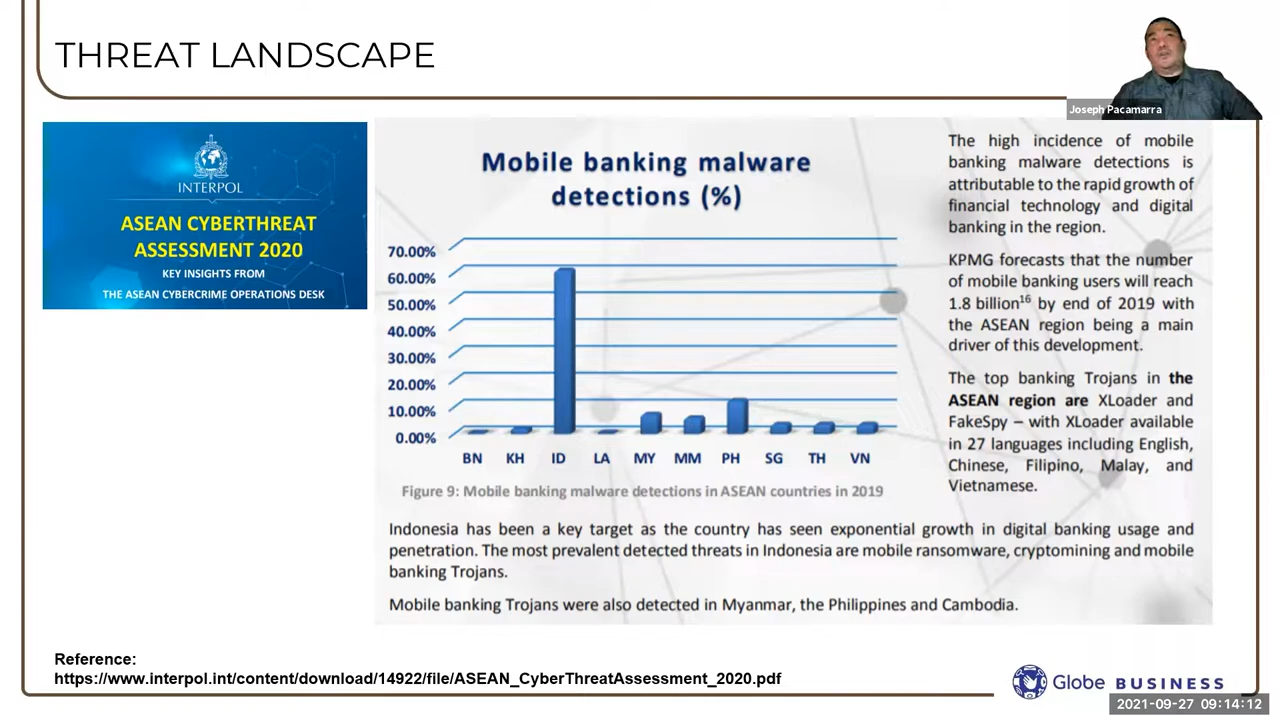 THREAT LANDSCAPE
Joseph Pacamarra
INTERPOL
ASEAN CYBERTHREAT
ASSESSMENT 2020
KEY INSIGHTS FROM
THE ASEAN CYBERCRIME OPERATIONS DESK
Mobile banking malware
detections (%)
70.00%
60.00%
50.00%
40.00%
30.00%
20.00%
10.00%
0.00%
BN KH ID LA MY MM PH SG TH VN
Figure 9: Mobile banking malware detections in ASEAN countries in 2019
The high incidence of mobile
banking malware detections is
attributable to the rapid growth of
financial technology and digital
banking in the region.
KPMG forecasts that the number
of mobile banking users will reach
1.8 billion16 by end of 2019 with
the ASEAN region being a main
driver of this development.
The top banking Trojans in the
ASEAN region are XLoader and
FakeSpy – with XLoader available
in 27 languages including English,
Chinese, Filipino, Malay, and
Vietnamese.
Indonesia has been a key target as the country has seen exponential growth in digital banking usage and
penetration. The most prevalent detected threats in Indonesia are mobile ransomware, cryptomining and mobile
banking Trojans.
Mobile banking Trojans were also detected in Myanmar, the Philippines and Cambodia.
Reference:
https://www.interpol.int/content/download/14922/file/ASEAN_CyberThreatAssessment_2020.pdf
Globe BUSINESS
2021-09-27 09:14:12